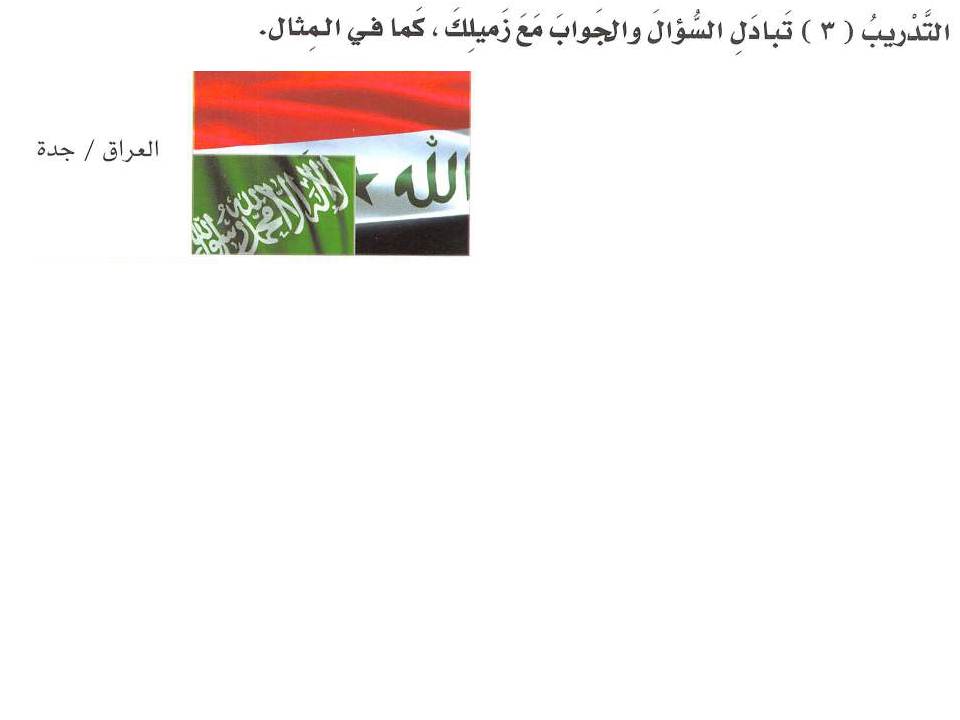 التَّدْريبُ ( ٣ ) تَبادَلِ السُّؤالَ والجَوابَ مَعَ زَميلِكَ ، كَما في المِثال.
العراق / جدة
الله
لا إله إلا الله محمد رسول الله